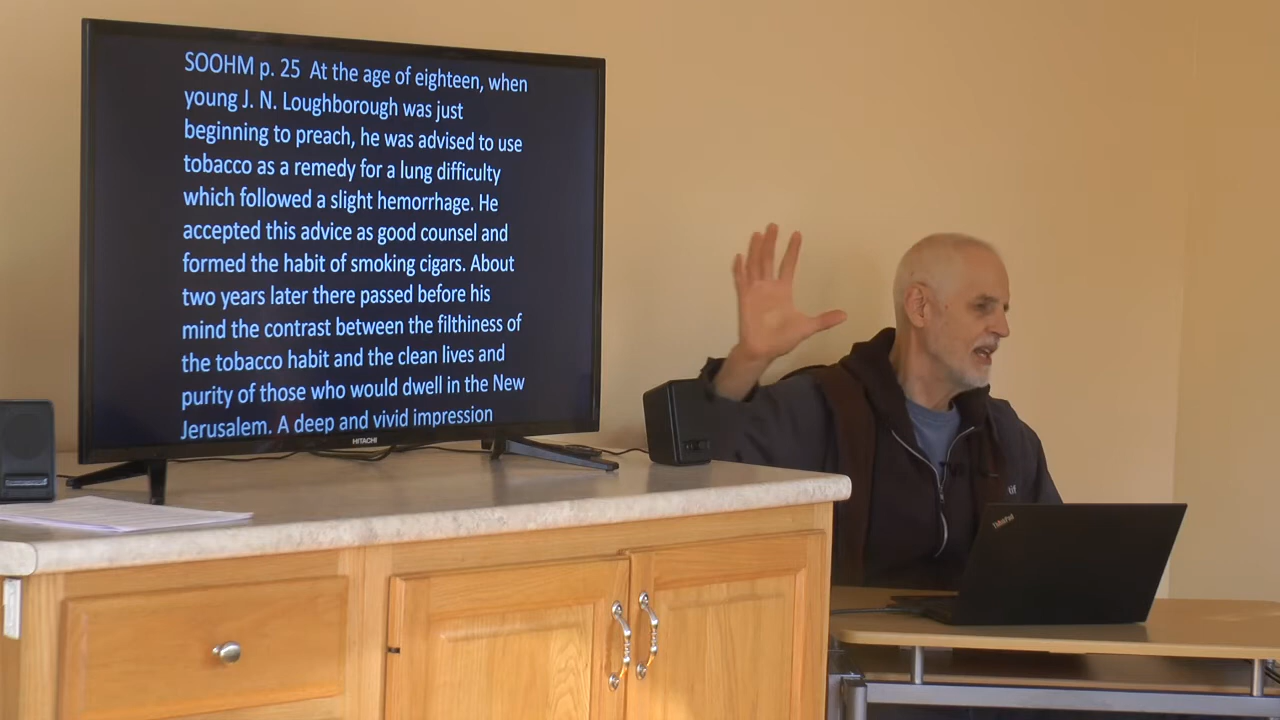 SOOHM p. 25 At the age of eighteen, when
young J. N. Loughborough was just
beginning to preach, he was advised to use
tobacco as a remedy for a lung difficulty
which followed a slight hemorrhage. He
accepted this advice as good counsel and
formed the habit of smoking cigars. About
two years later there passed before his
mind the contrast between the filthiness of
the tobacco habit and the clean lives and
purity of those who would dwell in the New
Jerusalem. A deep and vivid impression
HITACHI
ThinkPad